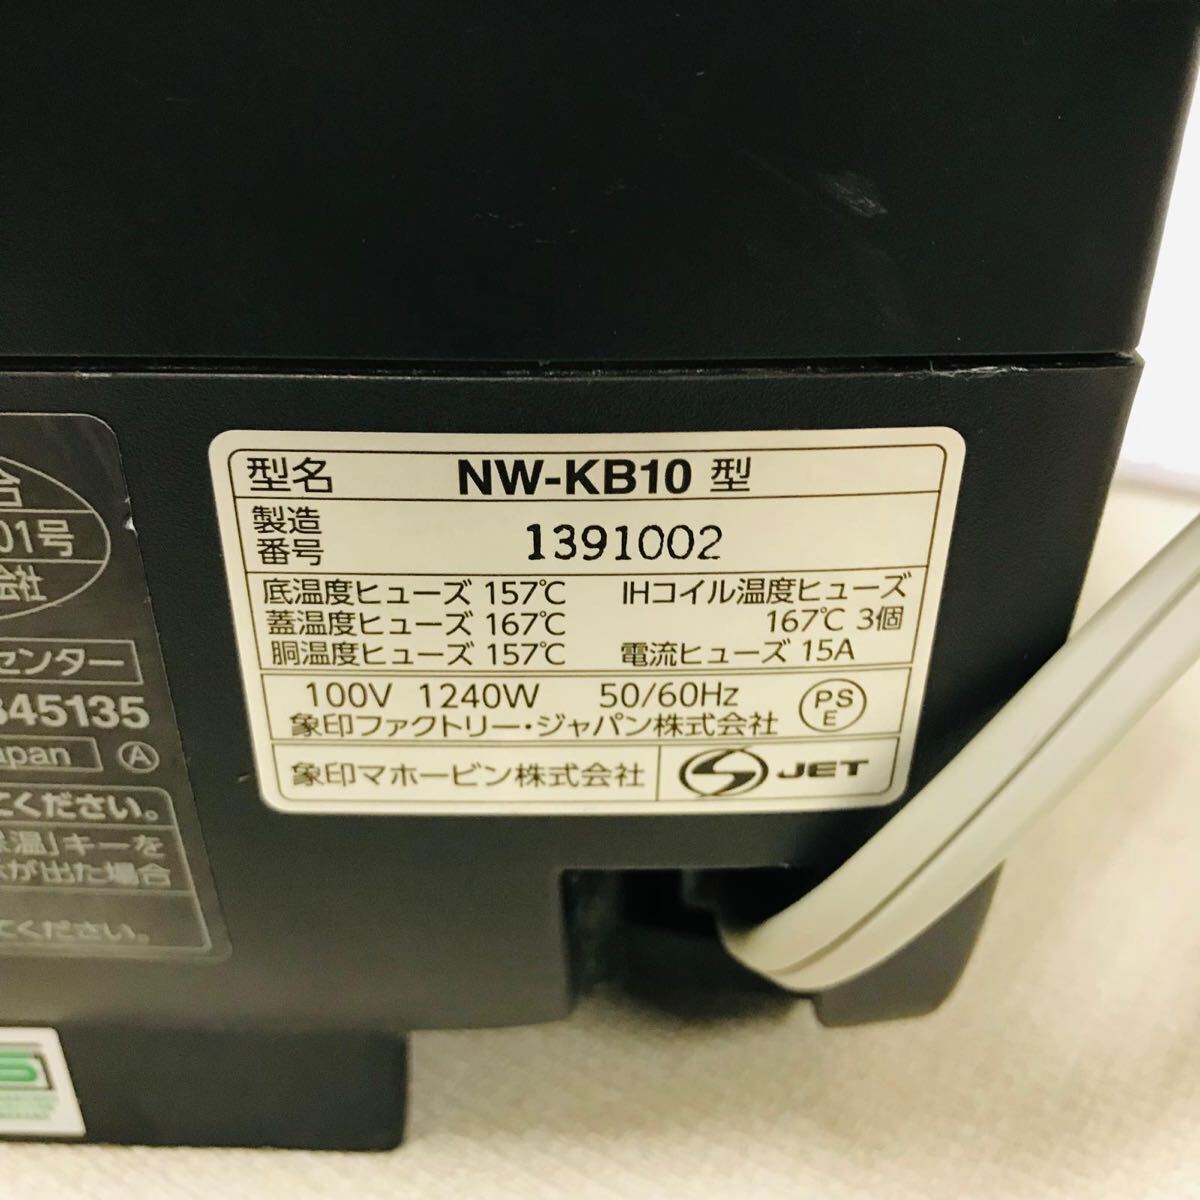 型名 NW-KB10 型
製造番号 1391002
底温度ヒューズ 157℃ IHコイル温度ヒューズ
蓋温度ヒューズ 167℃ 167℃ 3個
胴温度ヒューズ 157℃ 電流ヒューズ 15A
100V 1240W 50/60Hz
象印ファクトリー・ジャパン株式会社
PSE
象印マホービン株式会社 JET
合
01号
会社
センター
345135
apan A
てください。
保温」キーを
が出た場合
てください。